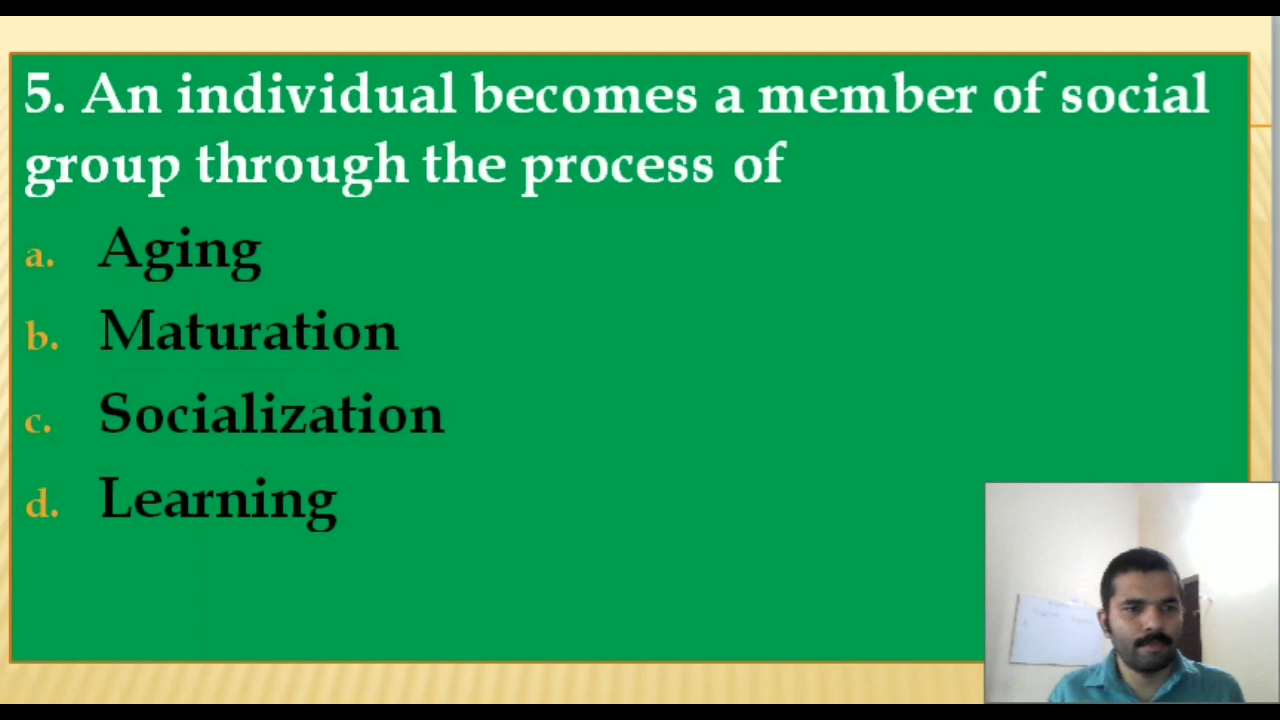 5. An individual becomes a member of social
group through the process of
a. Aging
b. Maturation
c. Socialization
d. Learning